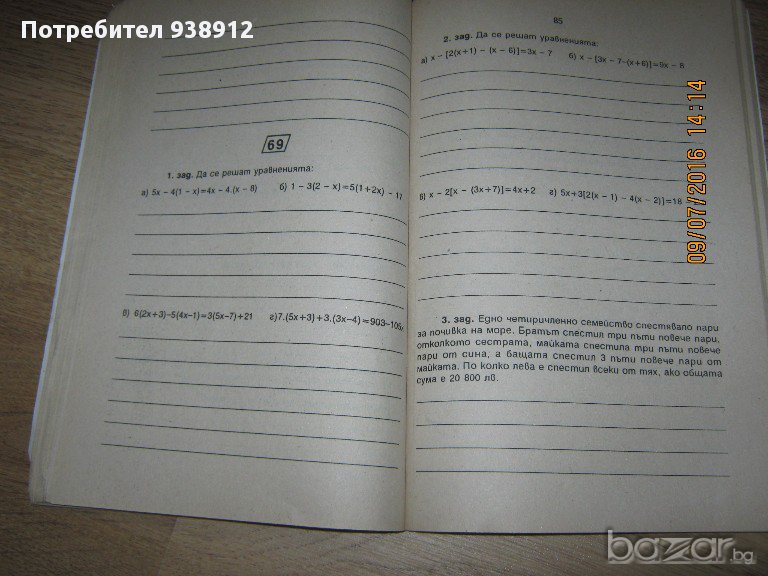 Потребител 938912
69
1. зад. Да се решат уравненията:
а) 5x – 4(1 – x)=4x – 4.(x – 8) б) 1 – 3(2 – x)=5(1+2x) – 17
в) 6(2x+3)–5(4x–1)=3(5x–7)+21 г)7.(5x+3)+3.(3x–4)=903–105x
85
2. зад. Да се решат уравненията:
а) x – [2(x+1) – (x – 6)]=3x – 7 б) x – [3x – 7–(x+6)]=9x – 8
в) x – 2[x – (3x+7)]=4x+2 г) 5x+3[2(x – 1) – 4(x – 2)]=18
3. зад. Едно четиричленно семейство спестявало пари
за почивка на море. Братът спестил три пъти повече пари,
отколкото сестрата, майката спестила три пъти повече
пари от сина, а бащата спестил 3 пъти повече пари от
майката. По колко лева е спестил всеки от тях, ако общата
сума е 20 800 лв.
09/07/2016 14:14
bazar.bg